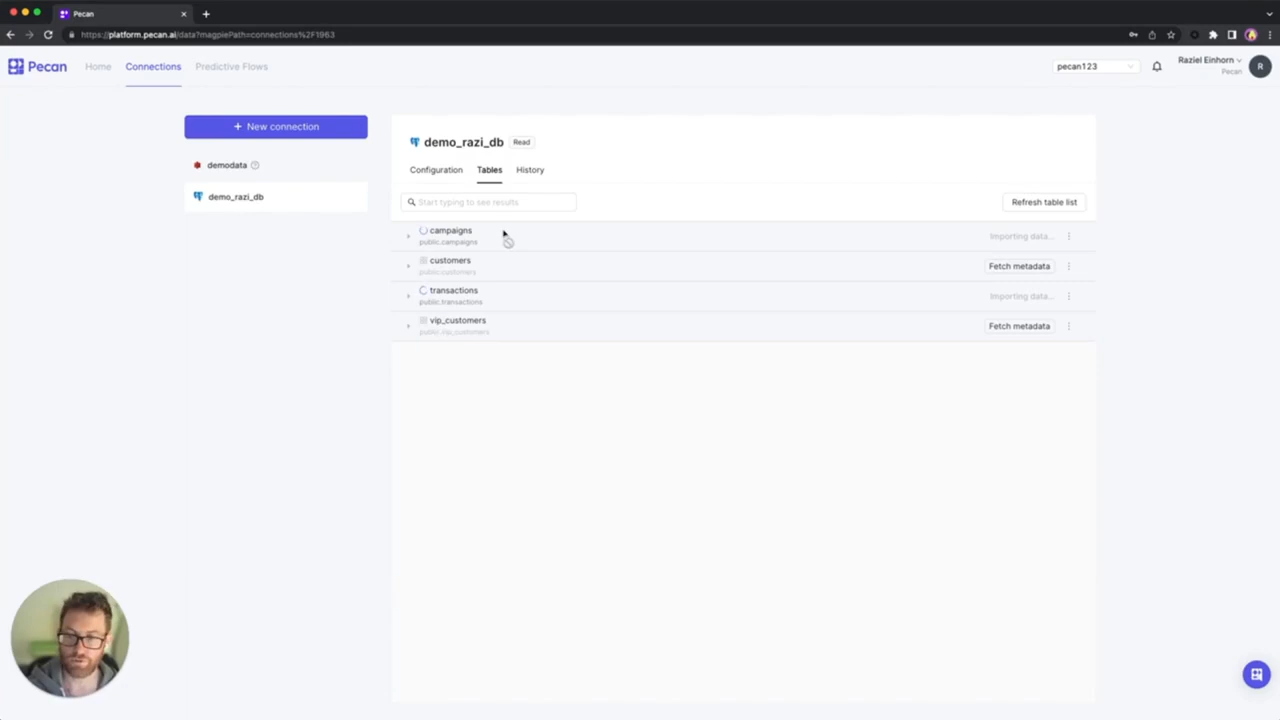 Pecan
https://platform.pecan.ai/data?magpiePath=connections%2F1963
Pecan
Home
Connections
Predictive Flows
pecan123
Raziel Einhorn
Pecan
R
+ New connection
demodata
demo_razi_db
demo_razi_db
Read
Configuration
Tables
History
Start typing to see results
Refresh table list
campaigns
public.campaigns
Importing data...
customers
public.customers
Fetch metadata
transactions
public.transactions
Importing data...
vip_customers
public.vip_customers
Fetch metadata